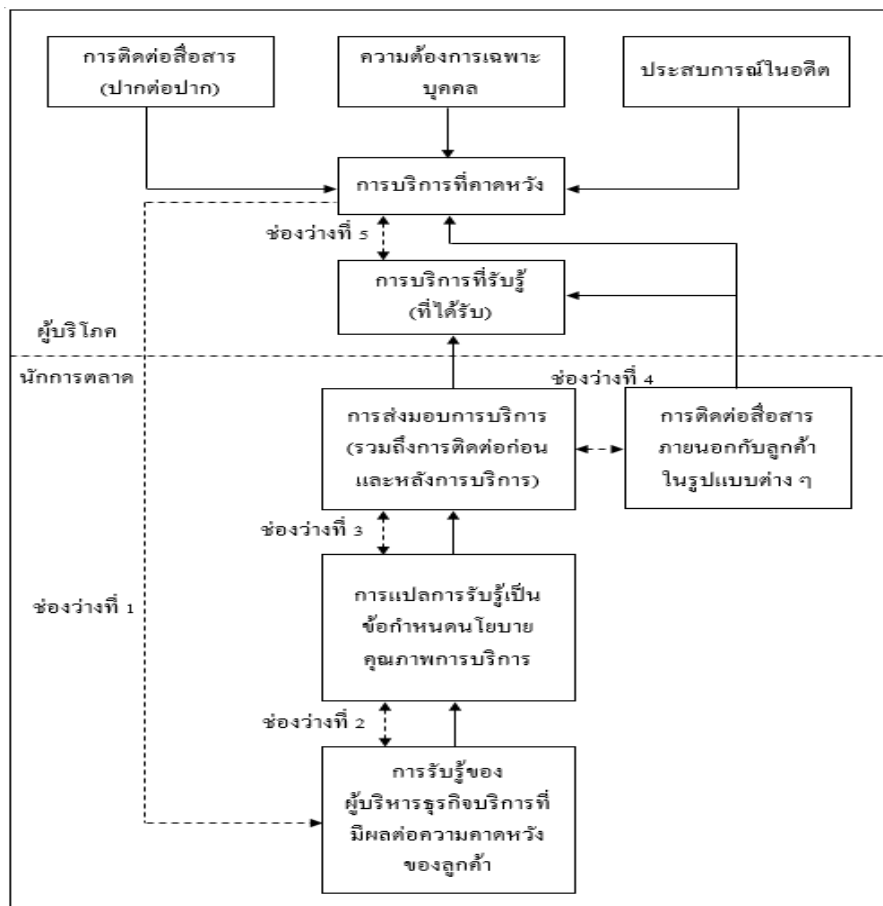 การติดต่อสื่อสาร
(ปากต่อปาก)
ความต้องการเฉพาะ
บุคคล
ประสบการณ์ในอดีต
การบริการที่คาดหวัง
ช่องว่างที่ 5
การบริการที่รับรู้
(ที่ได้รับ)
ผู้บริโภค
นักการตลาด
ช่องว่างที่ 4
การส่งมอบการบริการ
(รวมถึงการติดต่อก่อน
และหลังการบริการ)
การติดต่อสื่อสาร
ภายนอกกับลูกค้า
ในรูปแบบต่าง ๆ
ช่องว่างที่ 3
การแปลการรับรู้เป็น
ข้อกำหนดนโยบาย
คุณภาพการบริการ
ช่องว่างที่ 1
ช่องว่างที่ 2
การรับรู้ของ
ผู้บริหารธุรกิจบริการที่
มีผลต่อความคาดหวัง
ของลูกค้า